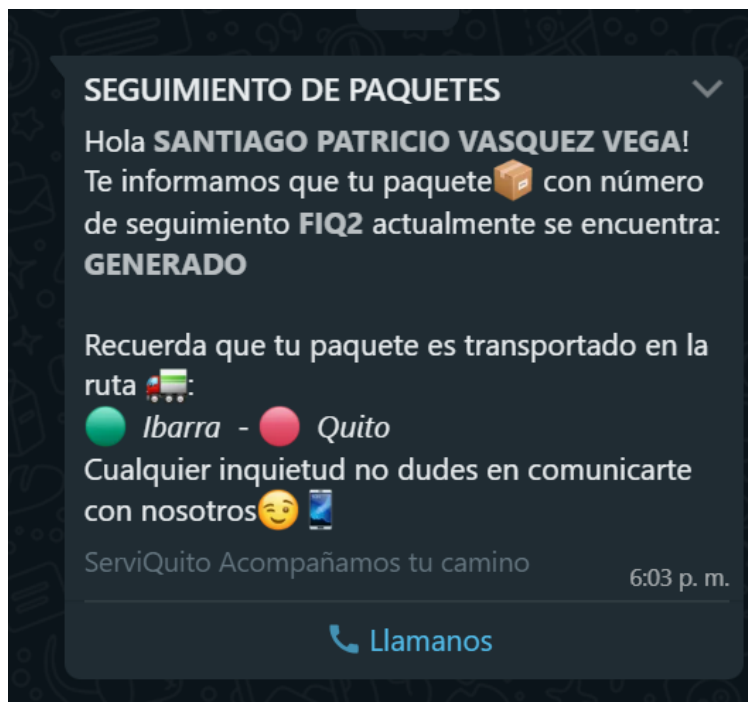 SEGUIMIENTO DE PAQUETES
Hola SANTIAGO PATRICIO VASQUEZ VEGA!
Te informamos que tu paquete📦 con número
de seguimiento FIQ2 actualmente se encuentra:
GENERADO
Recuerda que tu paquete es transportado en la
ruta 🚛:
🟢 Ibarra - 🔴 Quito
Cualquier inquietud no dudes en comunicarte
con nosotros😉📱
ServiQuito Acompañamos tu camino
6:03 p. m.
Llamanos